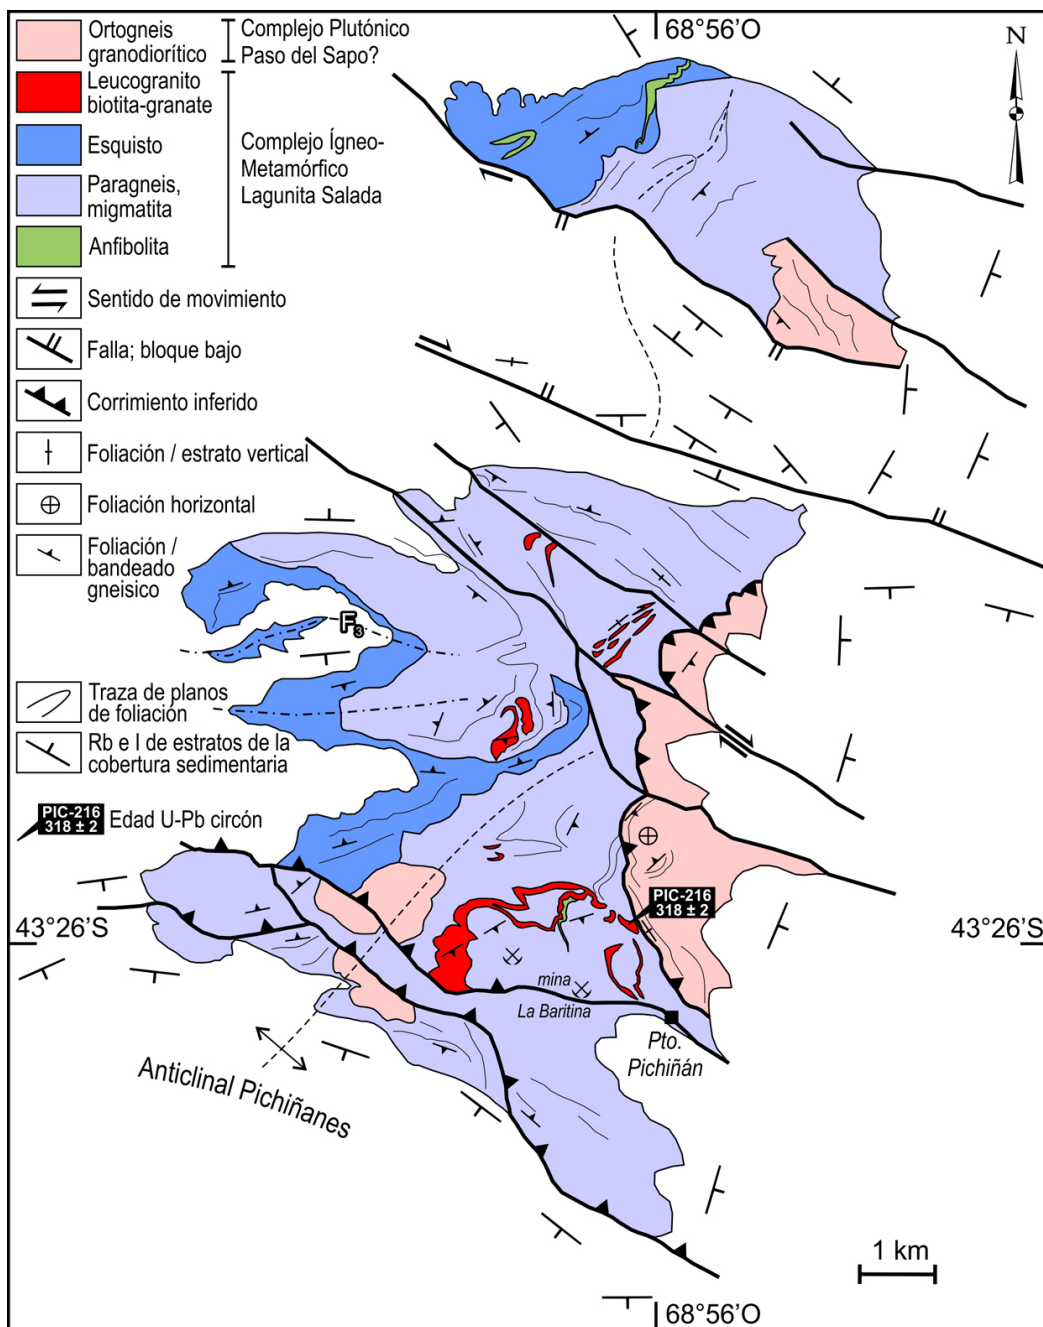 Ortogneis
granodiorítico
Complejo Plutónico
Paso del Sapo?
Leucogranito
biotita-granate
Esquisto
Paragneis,
migmatita
Anfibolita
Complejo Ígneo-
Metamórfico
Lagunita Salada
Sentido de movimiento
Falla; bloque bajo
Corrimiento inferido
Foliación / estrato vertical
Foliación horizontal
Foliación /
bandeado
gneisico
Traza de planos
de foliación
Rb e I de estratos de la
cobertura sedimentaria
PIC-216
318 ± 2
Edad U-Pb circón
68°56'O
N
F3
PIC-216
318 ± 2
43°26'S
43°26'S
mina
La Baritina
Pto.
Pichiñán
Anticlinal Pichiñanes
1 km
68°56'O